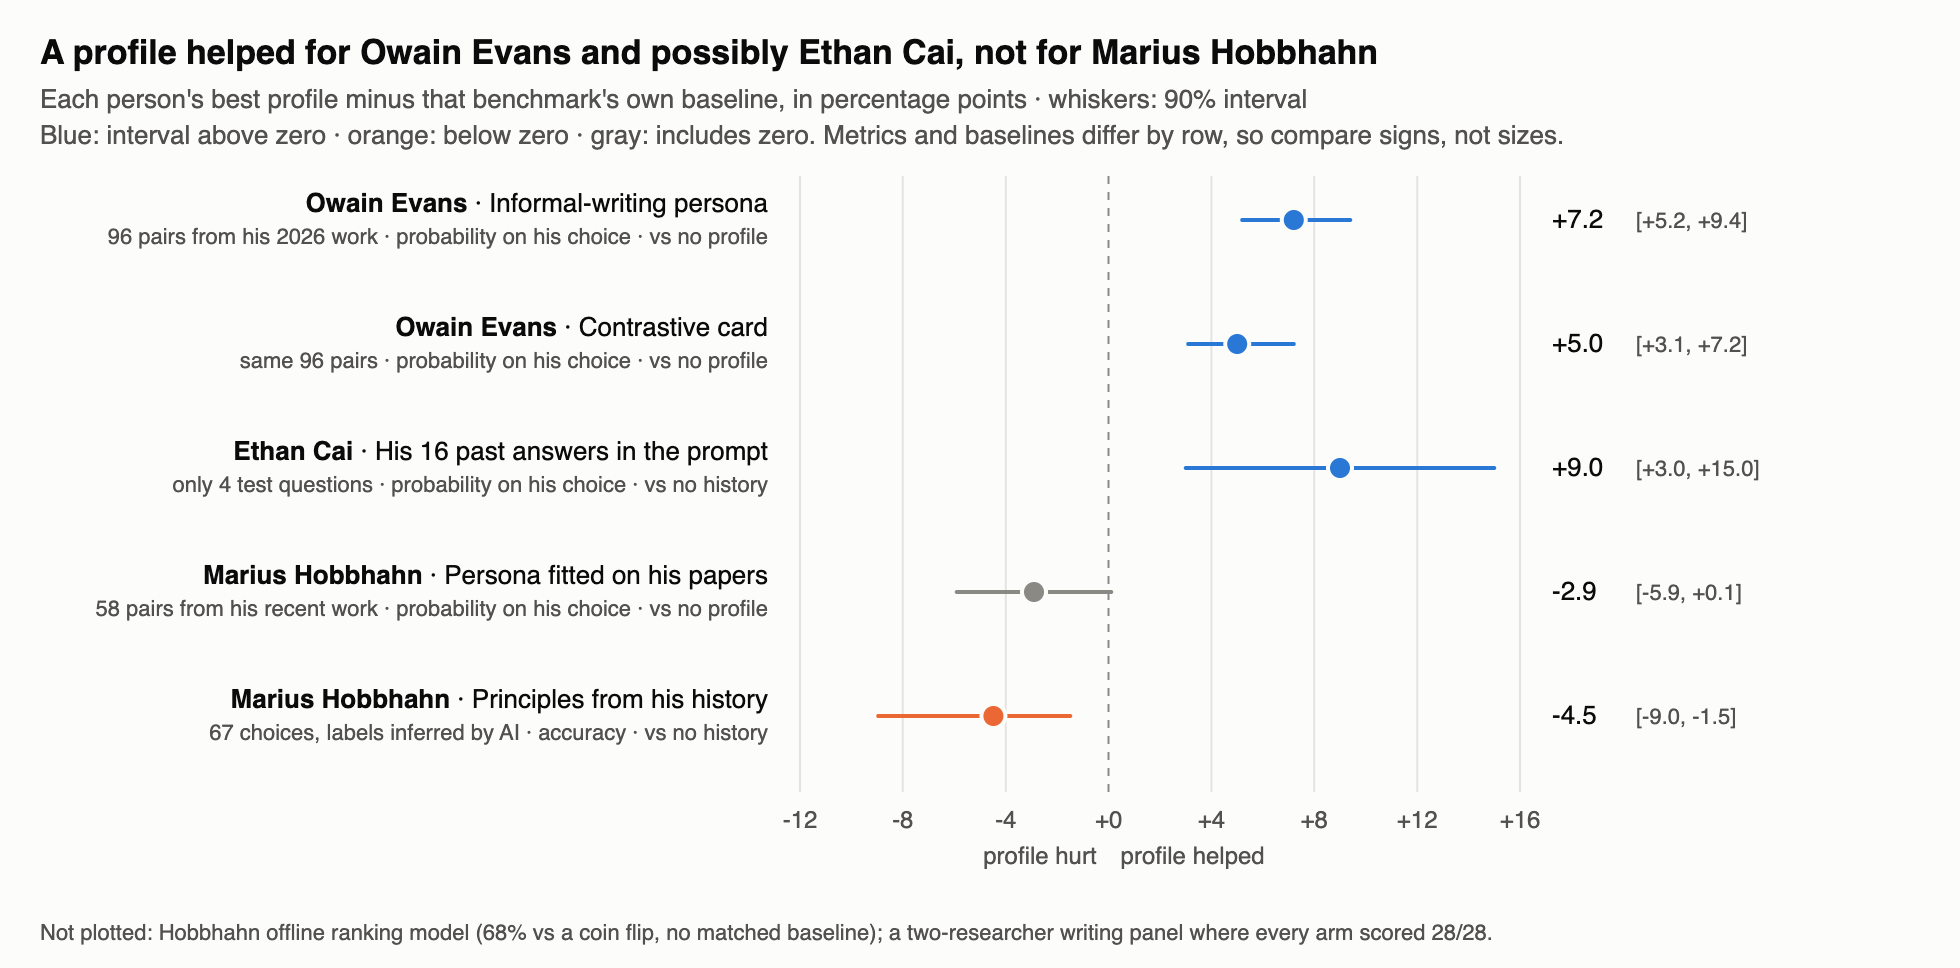 A profile helped for Owain Evans and possibly Ethan Cai, not for Marius Hobbhahn
Each person's best profile minus that benchmark's own baseline, in percentage points · whiskers: 90% interval
Blue: interval above zero · orange: below zero · gray: includes zero. Metrics and baselines differ by row, so compare signs, not sizes.
Owain Evans · Informal-writing persona
96 pairs from his 2026 work · probability on his choice · vs no profile
+7.2 [+5.2, +9.4]
Owain Evans · Contrastive card
same 96 pairs · probability on his choice · vs no profile
+5.0 [+3.1, +7.2]
Ethan Cai · His 16 past answers in the prompt
only 4 test questions · probability on his choice · vs no history
+9.0 [+3.0, +15.0]
Marius Hobbhahn · Persona fitted on his papers
58 pairs from his recent work · probability on his choice · vs no profile
-2.9 [-5.9, +0.1]
Marius Hobbhahn · Principles from his history
67 choices, labels inferred by AI · accuracy · vs no history
-4.5 [-9.0, -1.5]
-12 -8 -4 +0 +4 +8 +12 +16
profile hurt profile helped
Not plotted: Hobbhahn offline ranking model (68% vs a coin flip, no matched baseline); a two-researcher writing panel where every arm scored 28/28.